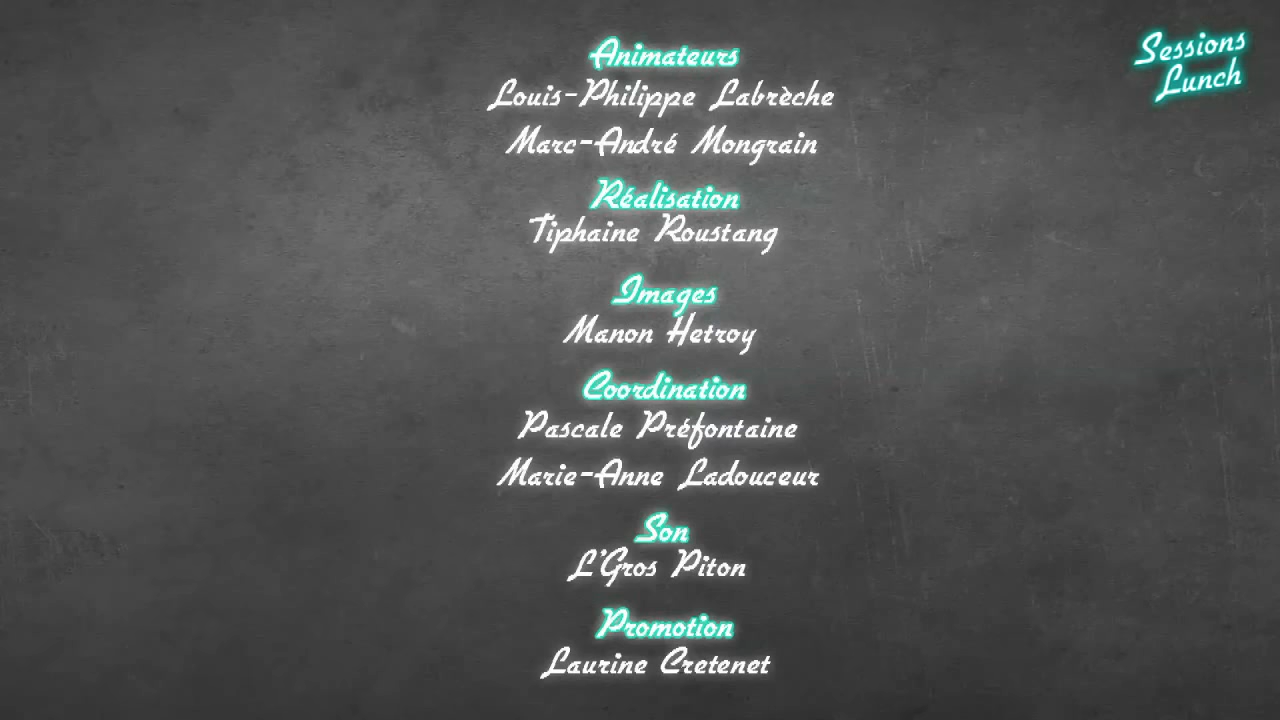 Sessions
Lunch
Animateurs
Louis-Philippe Labrèche
Marc-André Mongrain
Réalisation
Tiphaine Roustang
Images
Manon Hetroy
Coordination
Pascale Préfontaine
Marie-Anne Ladouceur
Son
L'Gros Piton
Promotion
Laurine Cretenet